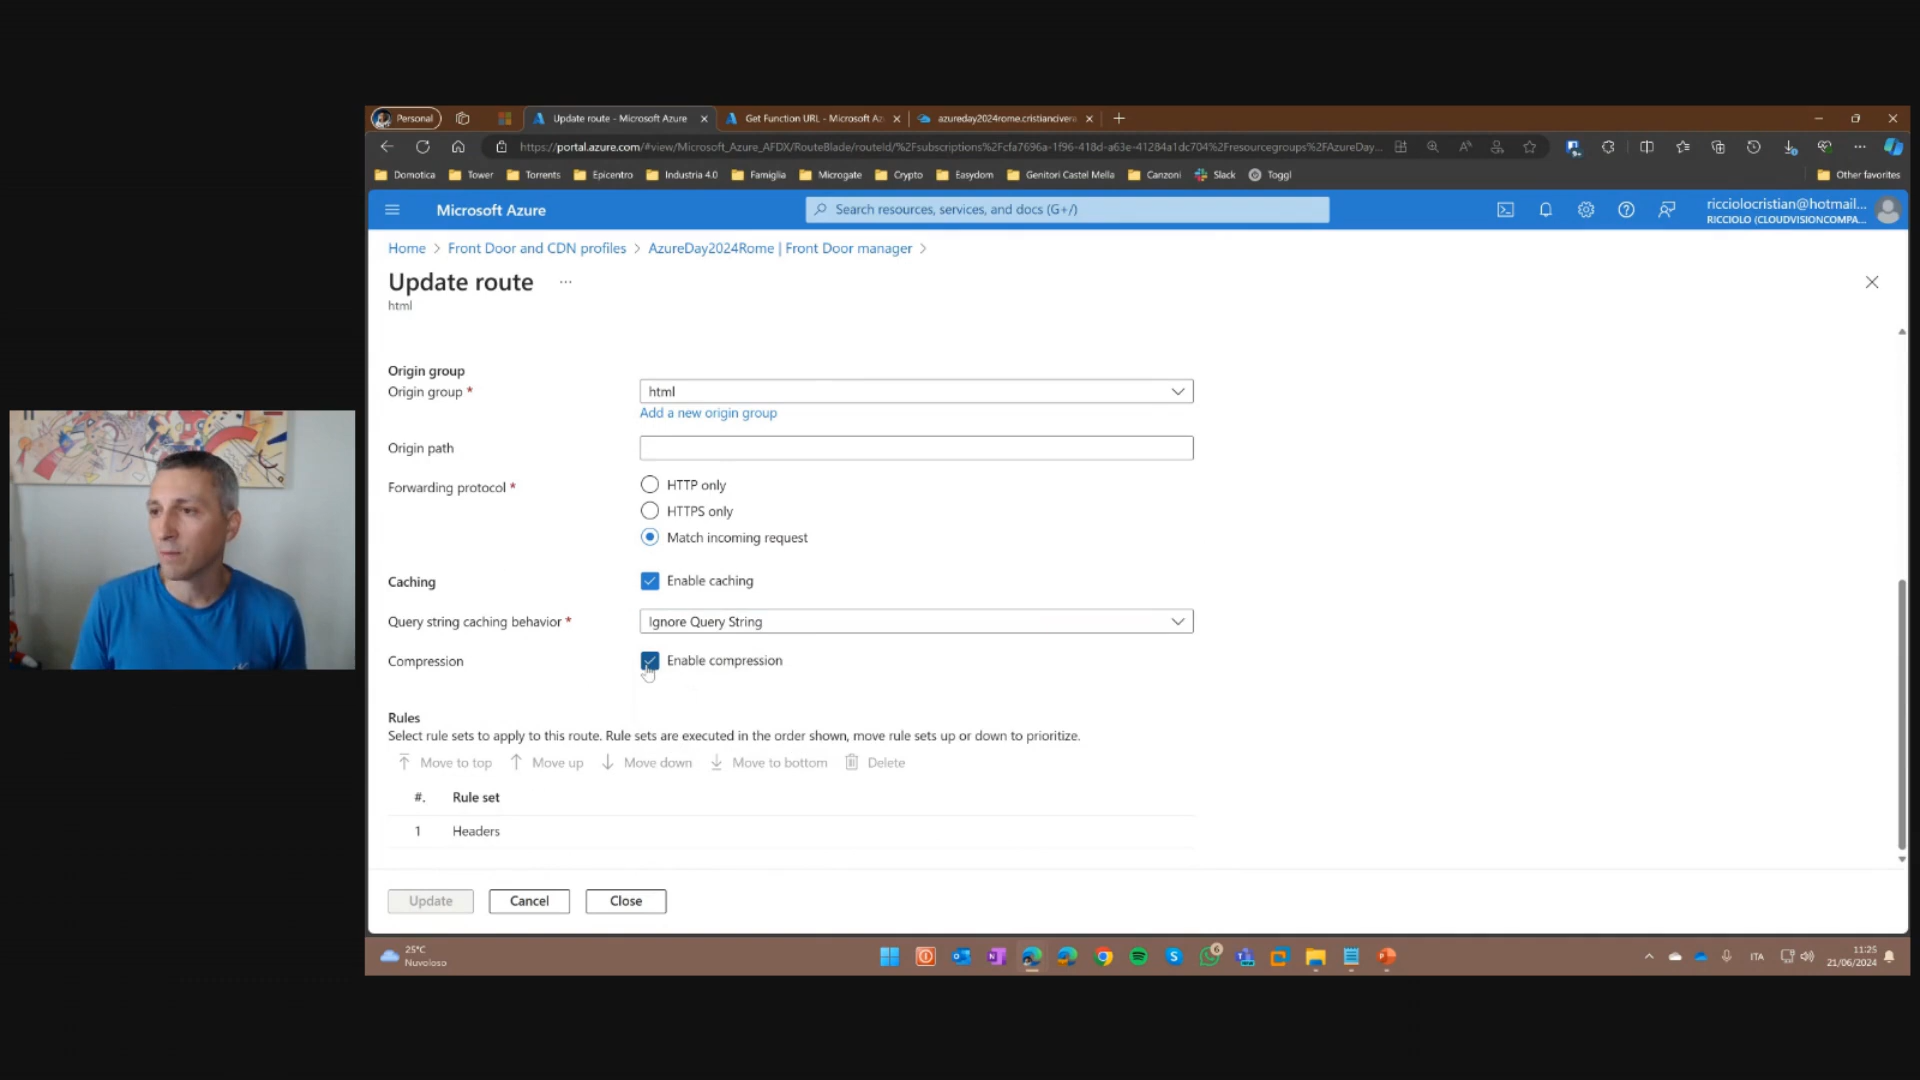 Personal
Update route - Microsoft Azure
Get Function URL - Microsoft Az
azureday2024rome.cristiancivera
https://portal.azure.com/#view/Microsoft_Azure_AFDX/RouteBlade/routeId/%2Fsubscriptions%2Fcfa7696a-1f96-418d-a63e-41284a1dc704%2Fresourcegroups%2FAzureDay...
Domotica
Tower
Torrents
Epicentro
Industria 4.0
Famiglia
Microgate
Crypto
Easydom
Genitori Castel Mella
Canzoni
Slack
Toggl
Other favorites
Microsoft Azure
Search resources, services, and docs (G+/)
ricciolocristian@hotmail...
RICCIOLO (CLOUDVISIONCOMPA...
Home > Front Door and CDN profiles > AzureDay2024Rome | Front Door manager >
Update route ...
html
Origin group
Origin group * html
Add a new origin group
Origin path
Forwarding protocol * HTTP only
HTTPS only
Match incoming request
Caching Enable caching
Query string caching behavior * Ignore Query String
Compression Enable compression
Rules
Select rule sets to apply to this route. Rule sets are executed in the order shown, move rule sets up or down to prioritize.
Move to top Move up Move down Move to bottom Delete
#. Rule set
1 Headers
Update Cancel Close
25°C
Nuvoloso
6
ITA
11:25
21/06/2024